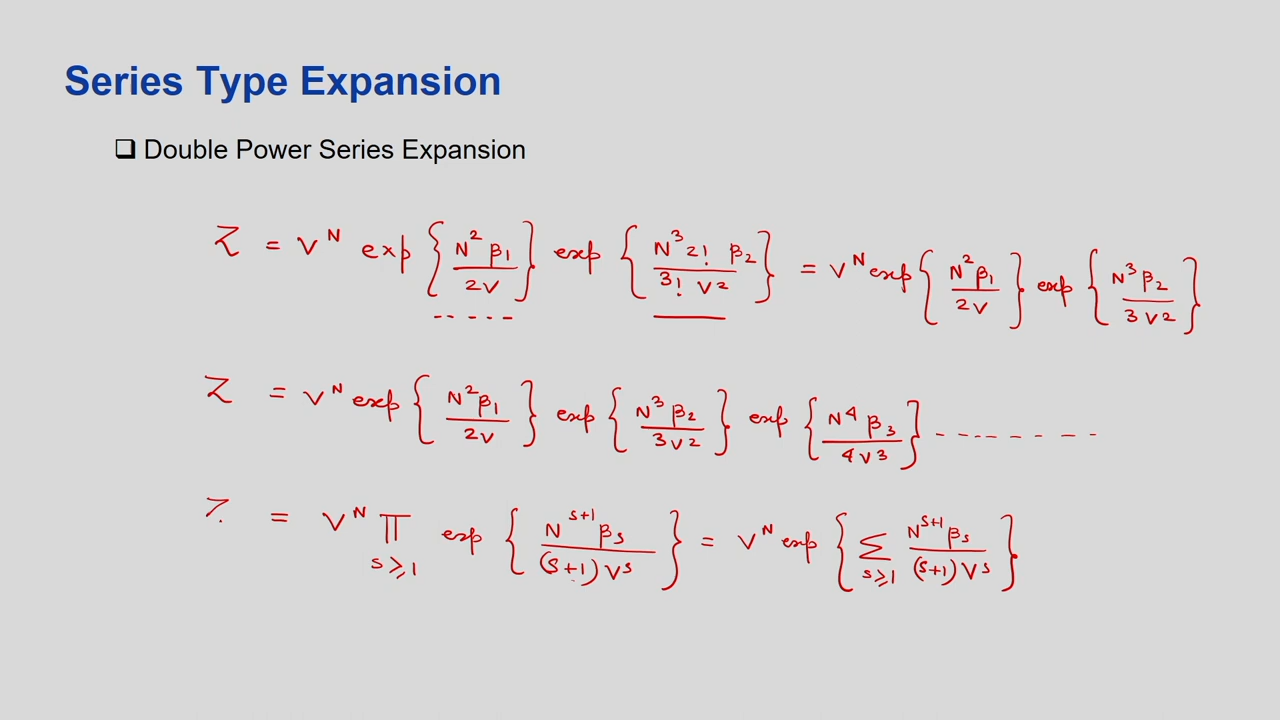 Series Type Expansion
❑ Double Power Series Expansion
Z = V^N exp { N^2 β_1 / 2V } exp { N^3 2! β_2 / 3! V^2 } = V^N exp { N^2 β_1 / 2V } exp { N^3 β_2 / 3V^2 }
Z = V^N exp { N^2 β_1 / 2V } exp { N^3 β_2 / 3V^2 } exp { N^4 β_3 / 4V^3 } - - - - - - - -
Z = V^N ∏_{s≥1} exp { N^{s+1} β_s / (s+1) V^s } = V^N exp { ∑_{s≥1} N^{s+1} β_s / (s+1) V^s }